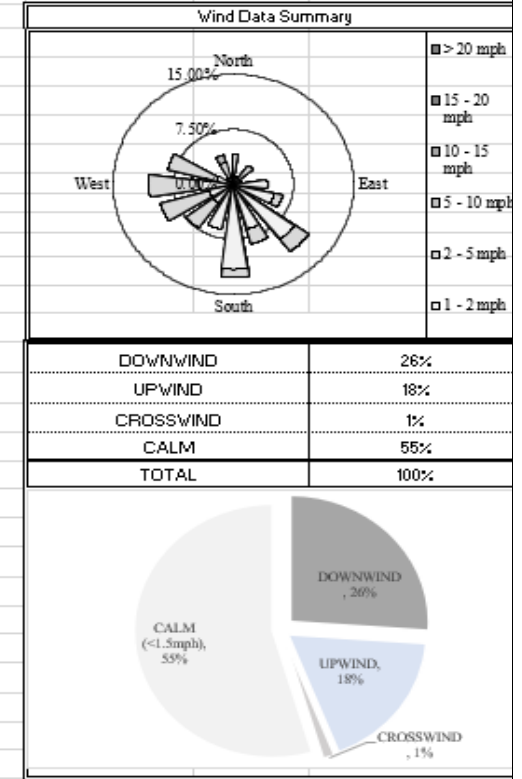 Wind Data Summary
North
15.00%
7.50%
West
0.00%
East
South
> 20 mph
15 - 20
mph
10 - 15
mph
5 - 10 mph
2 - 5 mph
1 - 2 mph
DOWNWIND 26%
UPWIND 18%
CROSSWIND 1%
CALM 55%
TOTAL 100%
DOWNWIND
, 26%
CALM
(<1.5mph),
55%
UPWIND,
18%
CROSSWIND
, 1%